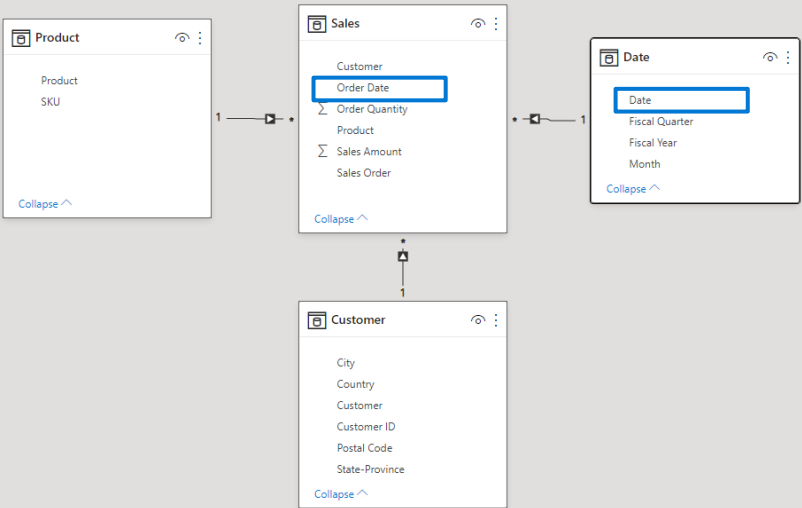 Product
Product
SKU
Collapse
1
*
Sales
Customer
Order Date
Σ Order Quantity
Product
Σ Sales Amount
Sales Order
Collapse
*
1
Date
Date
Fiscal Quarter
Fiscal Year
Month
Collapse
*
1
Customer
City
Country
Customer
Customer ID
Postal Code
State-Province
Collapse